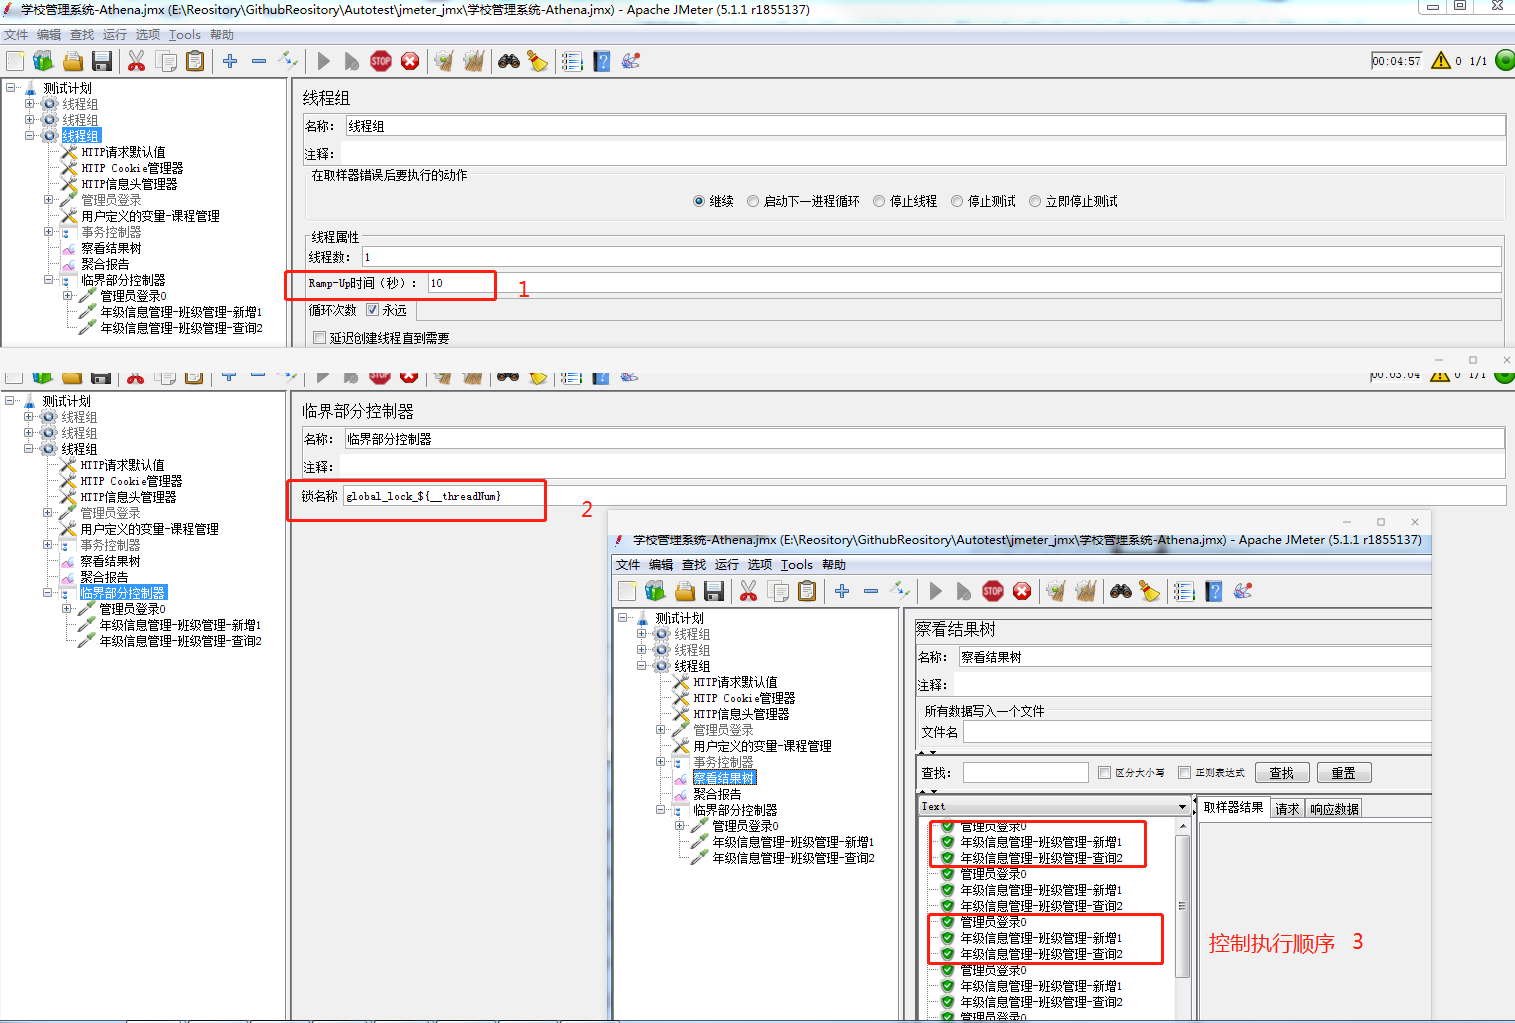 学校管理系统-Athena.jmx (E:\Reository\GithubReository\Autotest\jmeter_jmx\学校管理系统-Athena.jmx) - Apache JMeter (5.1.1 r1855137)
文件 编辑 查找 运行 选项 Tools 帮助
STOP
00:04:57 0 1/1
测试计划
线程组
线程组
线程组
HTTP请求默认值
HTTP Cookie管理器
HTTP信息头管理器
管理员登录
用户定义的变量-课程管理
事务控制器
察看结果树
聚合报告
临界部分控制器
管理员登录0
年级信息管理-班级管理-新增1
年级信息管理-班级管理-查询2
线程组
名称: 线程组
注释:
在取样器错误后要执行的动作
继续 启动下一进程循环 停止线程 停止测试 立即停止测试
线程属性
线程数: 1
Ramp-Up时间(秒): 10
1
循环次数 永远
延迟创建线程直到需要
STOP
00:03:04 0 1/1
测试计划
线程组
线程组
线程组
HTTP请求默认值
HTTP Cookie管理器
HTTP信息头管理器
管理员登录
用户定义的变量-课程管理
事务控制器
察看结果树
聚合报告
临界部分控制器
管理员登录0
年级信息管理-班级管理-新增1
年级信息管理-班级管理-查询2
临界部分控制器
名称: 临界部分控制器
注释:
锁名称 global_lock_${__threadNum}
2
学校管理系统-Athena.jmx (E:\Reository\GithubReository\Autotest\jmeter_jmx\学校管理系统-Athena.jmx) - Apache JMeter (5.1.1 r1855137)
文件 编辑 查找 运行 选项 Tools 帮助
STOP
测试计划
线程组
线程组
线程组
HTTP请求默认值
HTTP Cookie管理器
HTTP信息头管理器
管理员登录
用户定义的变量-课程管理
事务控制器
察看结果树
聚合报告
临界部分控制器
管理员登录0
年级信息管理-班级管理-新增1
年级信息管理-班级管理-查询2
察看结果树
名称: 察看结果树
注释:
所有数据写入一个文件
文件名
查找: 区分大小写 正则表达式 查找 重置
Text
取样器结果 请求 响应数据
管理员登录0
年级信息管理-班级管理-新增1
年级信息管理-班级管理-查询2
管理员登录0
年级信息管理-班级管理-新增1
年级信息管理-班级管理-查询2
管理员登录0
年级信息管理-班级管理-新增1
年级信息管理-班级管理-查询2
管理员登录0
年级信息管理-班级管理-新增1
年级信息管理-班级管理-查询2
管理员登录0
控制执行顺序 3